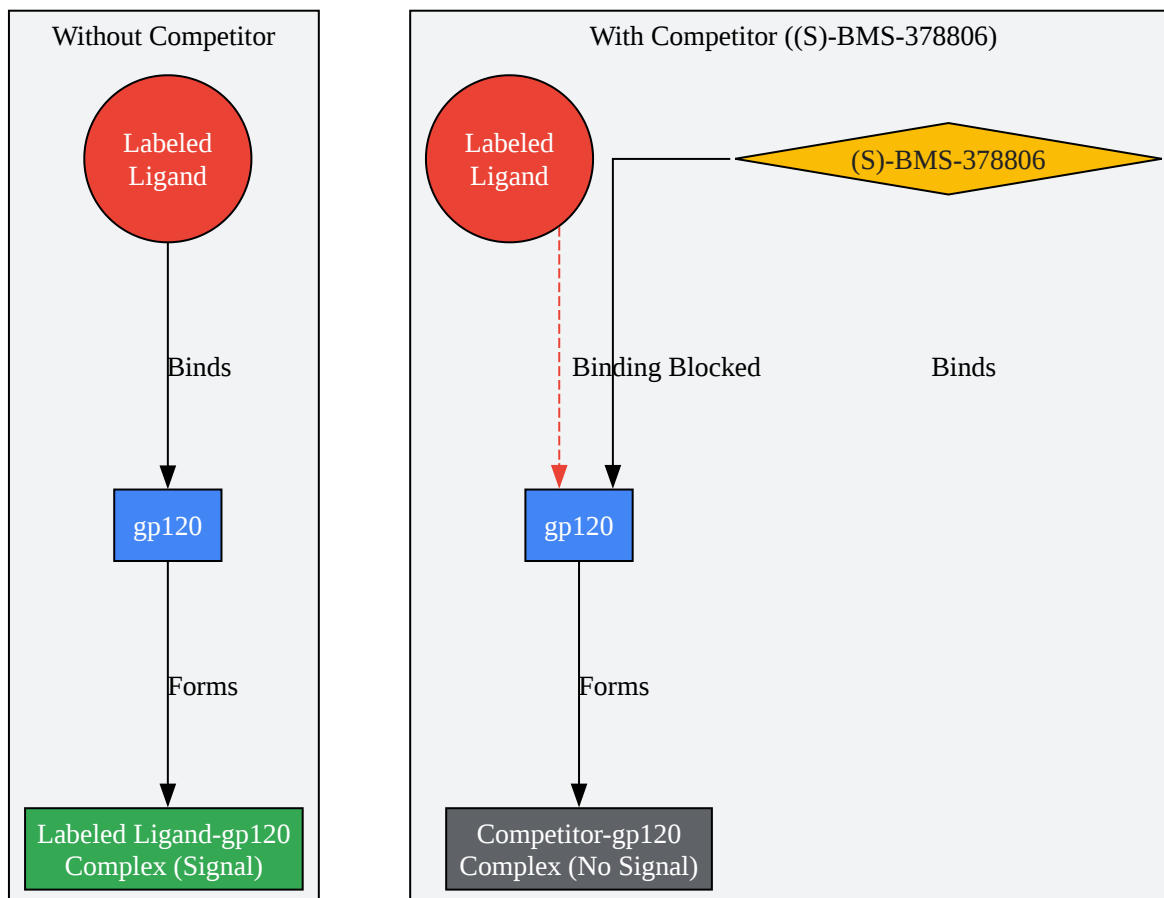 Without Competitor
Labeled
Ligand
Binds
gp120
Forms
Labeled Ligand-gp120
Complex (Signal)
With Competitor ((S)-BMS-378806)
Labeled
Ligand
(S)-BMS-378806
Binding Blocked
Binds
gp120
Forms
Competitor-gp120
Complex (No Signal)